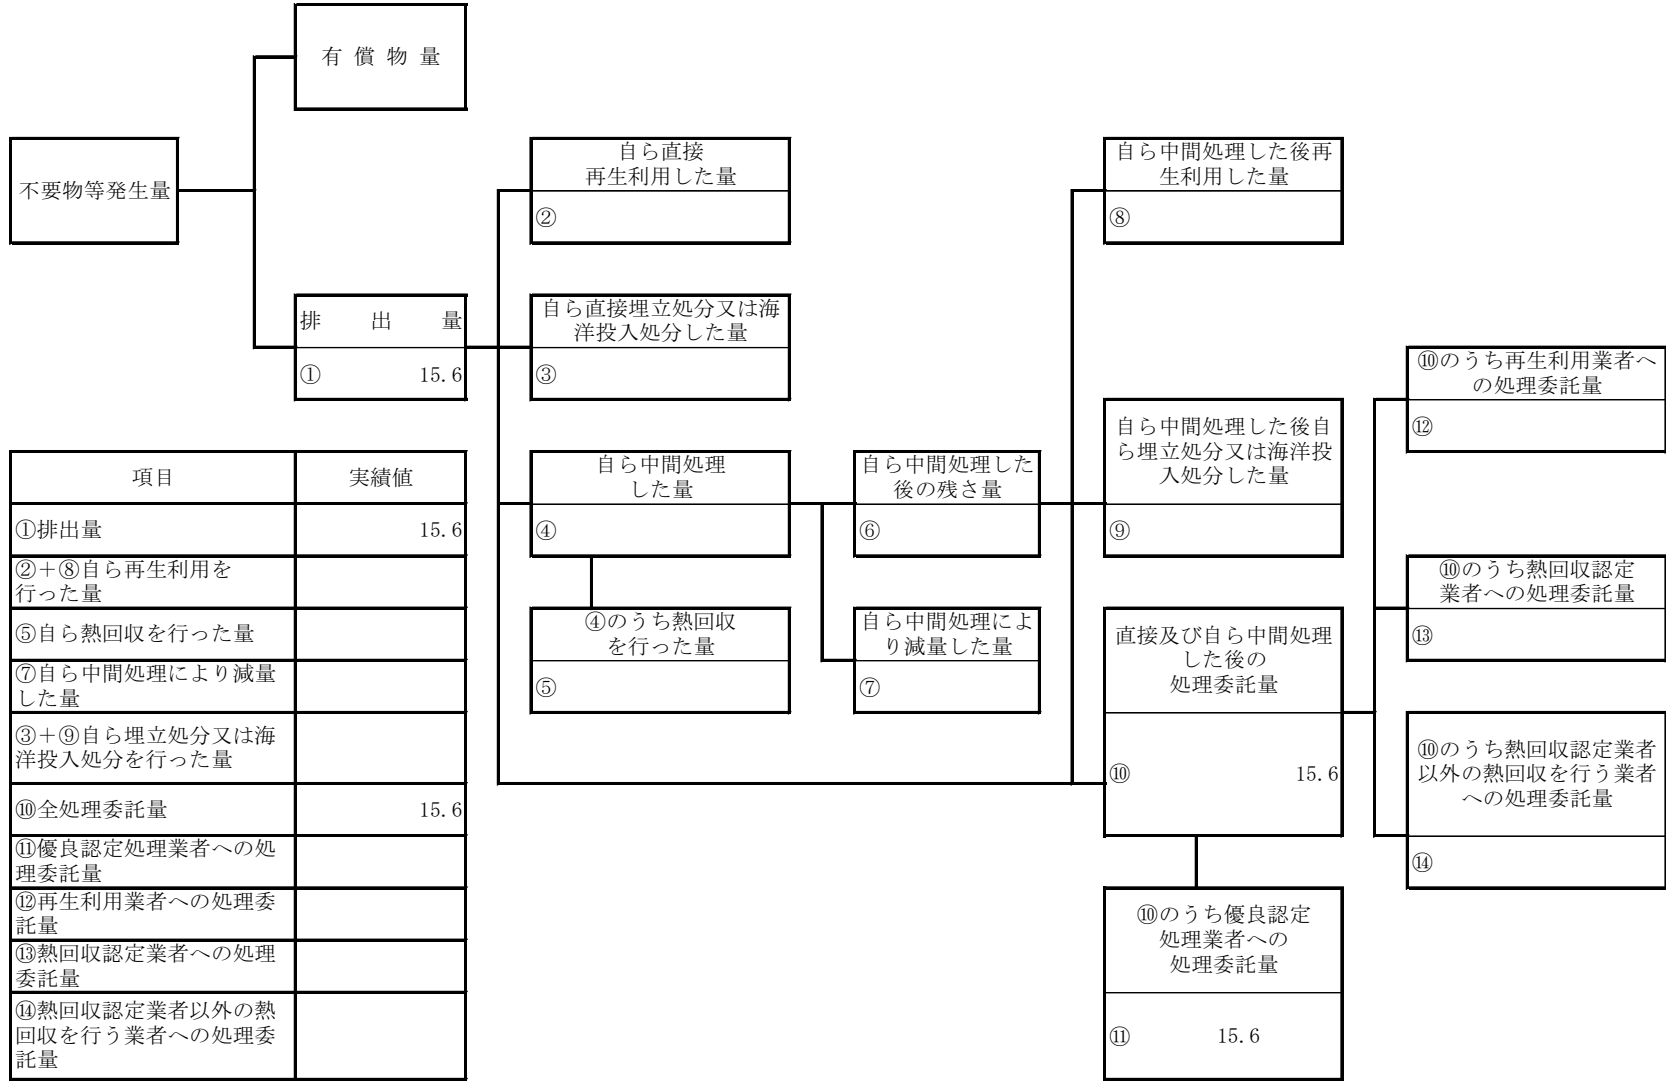 有償物量
不要物等発生量
排出量
① 15.6
自ら直接
再生利用した量
②
自ら直接埋立処分又は海
洋投入処分した量
③
自ら中間処理
した量
④
④のうち熱回収
を行った量
⑤
自ら中間処理した
後の残さ量
⑥
自ら中間処理によ
り減量した量
⑦
自ら中間処理した後再
生利用した量
⑧
自ら中間処理した後自
ら埋立処分又は海洋投
入処分した量
⑨
直接及び自ら中間処理
した後の
処理委託量
⑩ 15.6
⑩のうち優良認定
処理業者への
処理委託量
⑪ 15.6
⑩のうち再生利用業者へ
の処理委託量
⑫
⑩のうち熱回収認定
業者への処理委託量
⑬
⑩のうち熱回収認定業者
以外の熱回収を行う業者
への処理委託量
⑭
項目 実績値
①排出量 15.6
②+⑧自ら再生利用を
行った量
⑤自ら熱回収を行った量
⑦自ら中間処理により減量
した量
③+⑨自ら埋立処分又は海
洋投入処分を行った量
⑩全処理委託量 15.6
⑪優良認定処理業者への処
理委託量
⑫再生利用業者への処理委
託量
⑬熱回収認定業者への処理
委託量
⑭熱回収認定業者以外の熱
回収を行う業者への処理委
託量